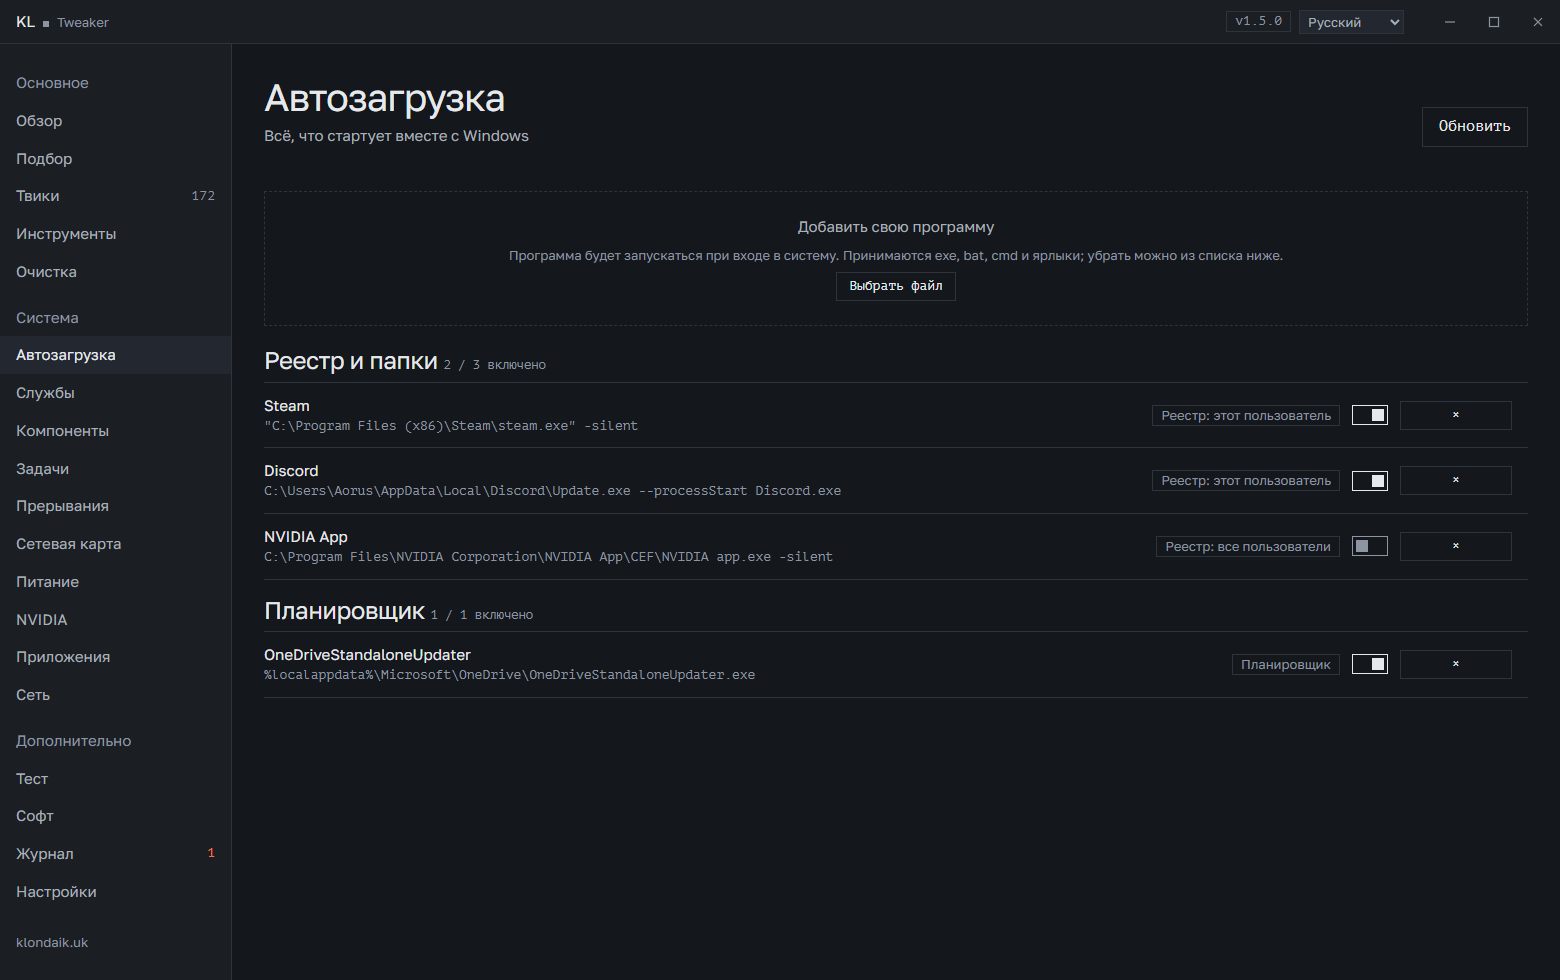 KL Tweaker
v1.5.0
Русский
Основное
Обзор
Подбор
Твики 172
Инструменты
Очистка
Система
Автозагрузка
Службы
Компоненты
Задачи
Прерывания
Сетевая карта
Питание
NVIDIA
Приложения
Сеть
Дополнительно
Тест
Софт
Журнал 1
Настройки
klondaik.uk
Автозагрузка
Всё, что стартует вместе с Windows
Обновить
Добавить свою программу
Программа будет запускаться при входе в систему. Принимаются exe, bat, cmd и ярлыки; убрать можно из списка ниже.
Выбрать файл
Реестр и папки 2 / 3 включено
Steam
"C:\Program Files (x86)\Steam\steam.exe" -silent
Реестр: этот пользователь
×
Discord
C:\Users\Aorus\AppData\Local\Discord\Update.exe --processStart Discord.exe
Реестр: этот пользователь
×
NVIDIA App
C:\Program Files\NVIDIA Corporation\NVIDIA App\CEF\NVIDIA app.exe -silent
Реестр: все пользователи
×
Планировщик 1 / 1 включено
OneDriveStandaloneUpdater
%localappdata%\Microsoft\OneDrive\OneDriveStandaloneUpdater.exe
Планировщик
×